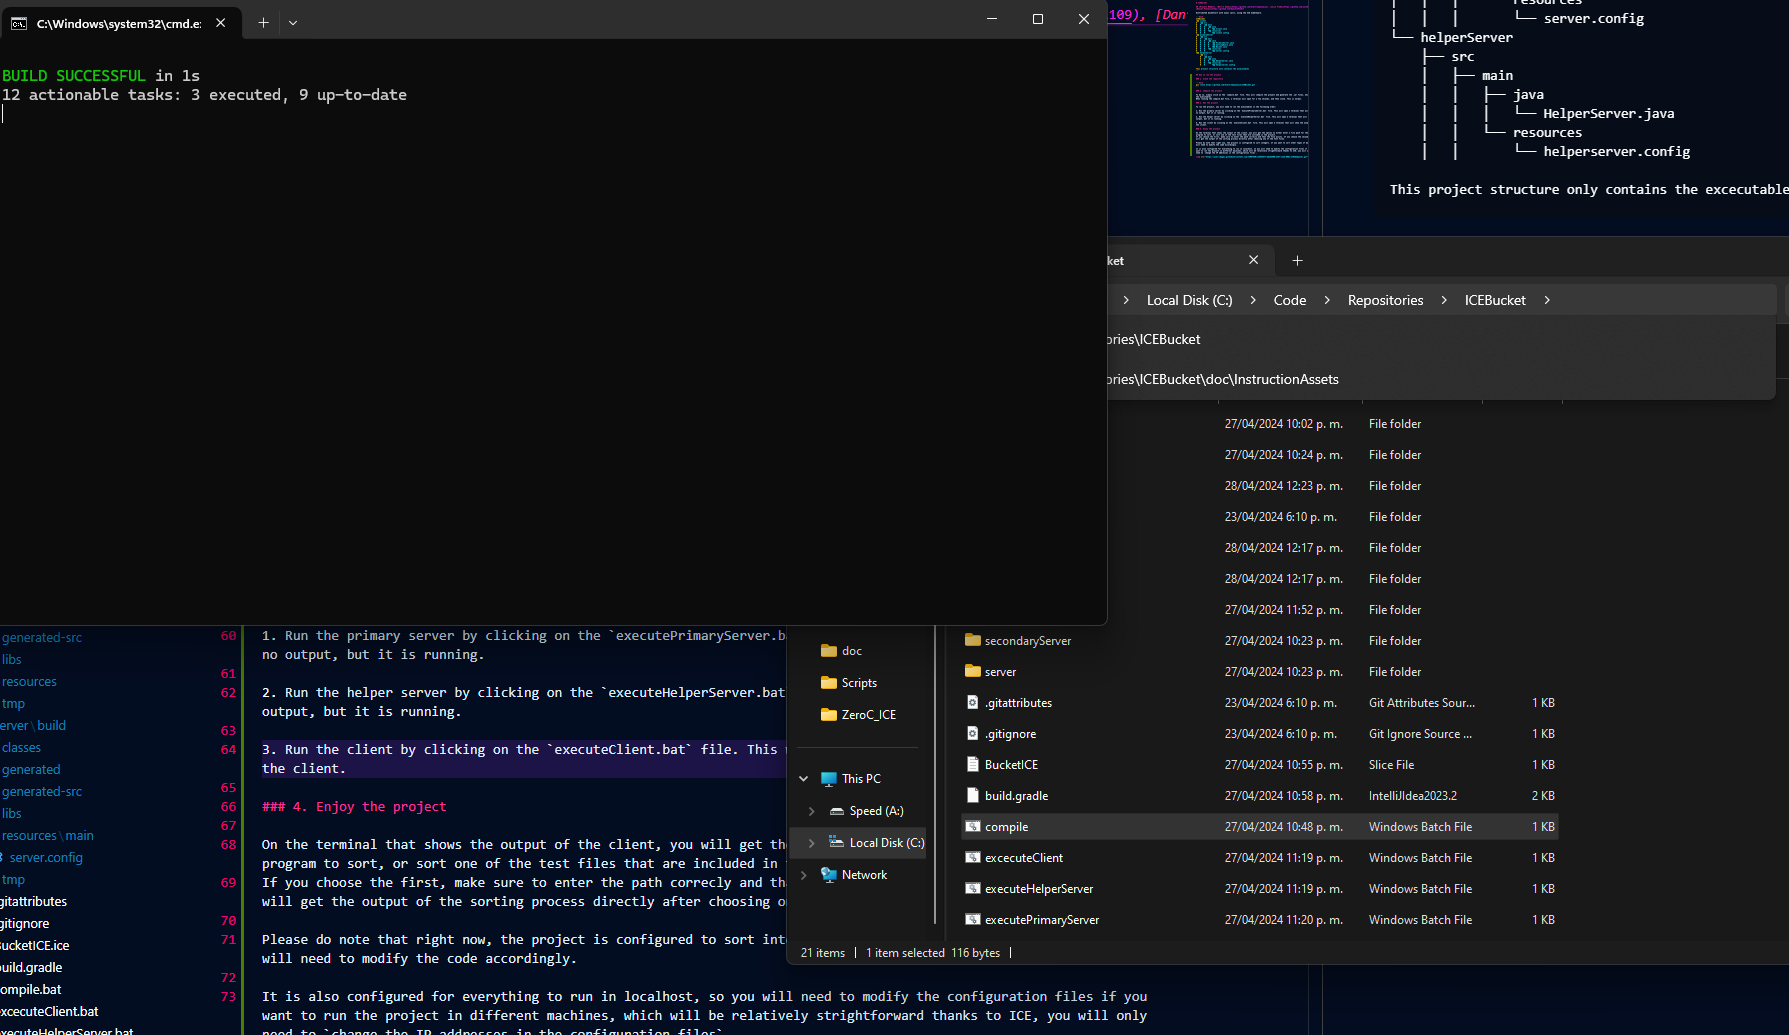 C:\Windows\system32\cmd.e:
BUILD SUCCESSFUL in 1s
12 actionable tasks: 3 executed, 9 up-to-date
109), [Dan
resources
└── server.config
└── helperServer
├── src
│ ├── main
│ │ ├── java
│ │ │ └── HelperServer.java
│ │ └── resources
│ │ └── helperserver.config
This project structure only contains the excecutable
ket
Local Disk (C:) > Code > Repositories > ICEBucket >
ories\ICEBucket
ories\ICEBucket\doc\InstructionAssets
27/04/2024 10:02 p. m. File folder
27/04/2024 10:24 p. m. File folder
28/04/2024 12:23 p. m. File folder
23/04/2024 6:10 p. m. File folder
28/04/2024 12:17 p. m. File folder
28/04/2024 12:17 p. m. File folder
27/04/2024 11:52 p. m. File folder
secondaryServer 27/04/2024 10:23 p. m. File folder
server 27/04/2024 10:23 p. m. File folder
.gitattributes 23/04/2024 6:10 p. m. Git Attributes Sour... 1 KB
.gitignore 23/04/2024 6:10 p. m. Git Ignore Source ... 1 KB
BucketICE 27/04/2024 10:55 p. m. Slice File 1 KB
build.gradle 27/04/2024 10:58 p. m. IntelliJIdea2023.2 2 KB
compile 27/04/2024 10:48 p. m. Windows Batch File 1 KB
excecuteClient 27/04/2024 11:19 p. m. Windows Batch File 1 KB
executeHelperServer 27/04/2024 11:19 p. m. Windows Batch File 1 KB
executePrimaryServer 27/04/2024 11:20 p. m. Windows Batch File 1 KB
doc
Scripts
ZeroC_ICE
This PC
Speed (A:)
Local Disk (C:)
Network
21 items | 1 item selected 116 bytes |
generated-src
libs
resources
tmp
erver\build
classes
generated
generated-src
libs
resources\main
server.config
tmp
gitattributes
gitignore
BucketICE.ice
build.gradle
compile.bat
excecuteClient.bat
executeHelperServer.bat
60 1. Run the primary server by clicking on the `executePrimaryServer.ba
no output, but it is running.
61
62 2. Run the helper server by clicking on the `executeHelperServer.bat
output, but it is running.
63
64 3. Run the client by clicking on the `executeClient.bat` file. This
the client.
65
66 ### 4. Enjoy the project
67
68 On the terminal that shows the output of the client, you will get the
program to sort, or sort one of the test files that are included in
69 If you choose the first, make sure to enter the path correcly and tha
will get the output of the sorting process directly after choosing o
70
71 Please do note that right now, the project is configured to sort int
will need to modify the code accordingly.
72
73 It is also configured for everything to run in localhost, so you will need to modify the configuration files if you
want to run the project in different machines, which will be relatively strightforward thanks to ICE, you will only
need to `change the IP addresses in the configuration files`